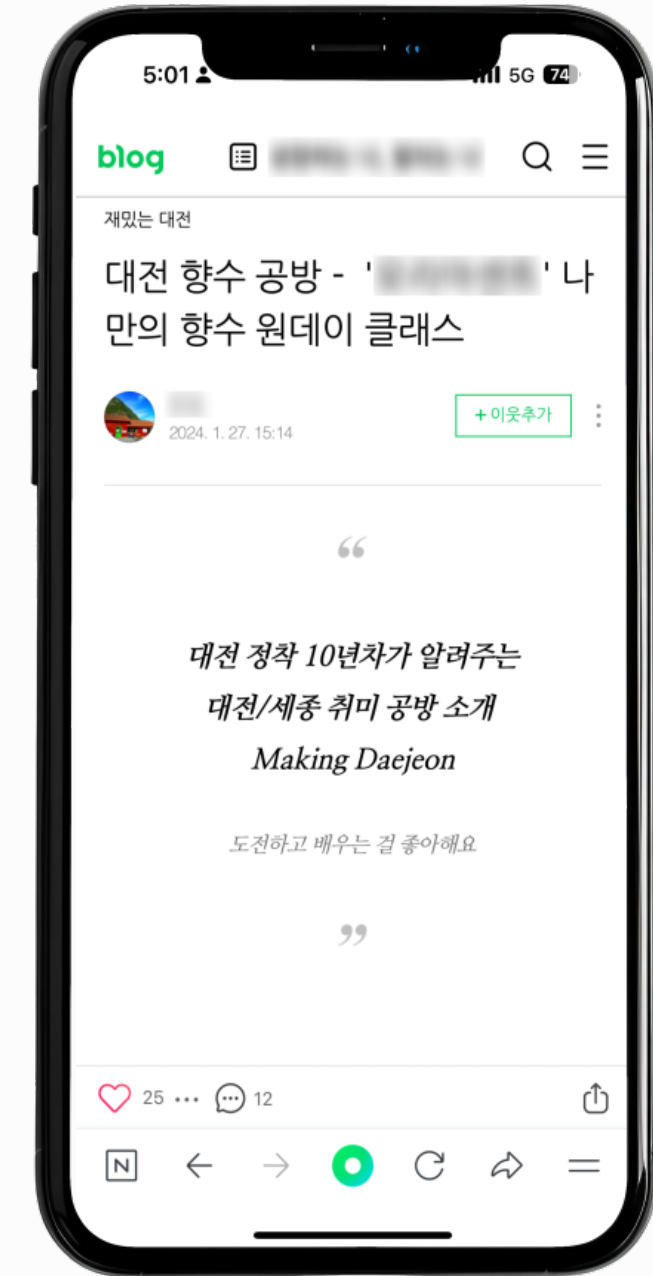 5:01
5G 74
blog
재밌는 대전
대전 향수 공방 - ' ' 나
만의 향수 원데이 클래스
2024. 1. 27. 15:14
+ 이웃추가
“
대전 정착 10년차가 알려주는
대전/세종 취미 공방 소개
Making Daejeon
도전하고 배우는 걸 좋아해요
”
25 ... 12
N